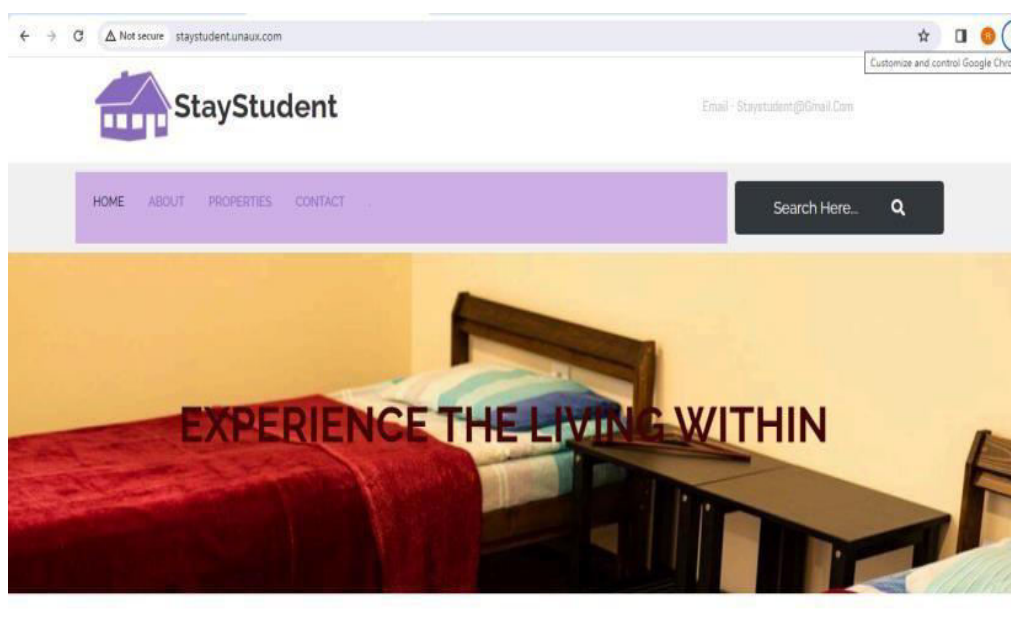 Not secure staystudent.unaux.com
Customize and control Google Chro
StayStudent
Email - Staystudent@Gmail.Com
HOME ABOUT PROPERTIES CONTACT .
Search Here...
EXPERIENCE THE LIVING WITHIN